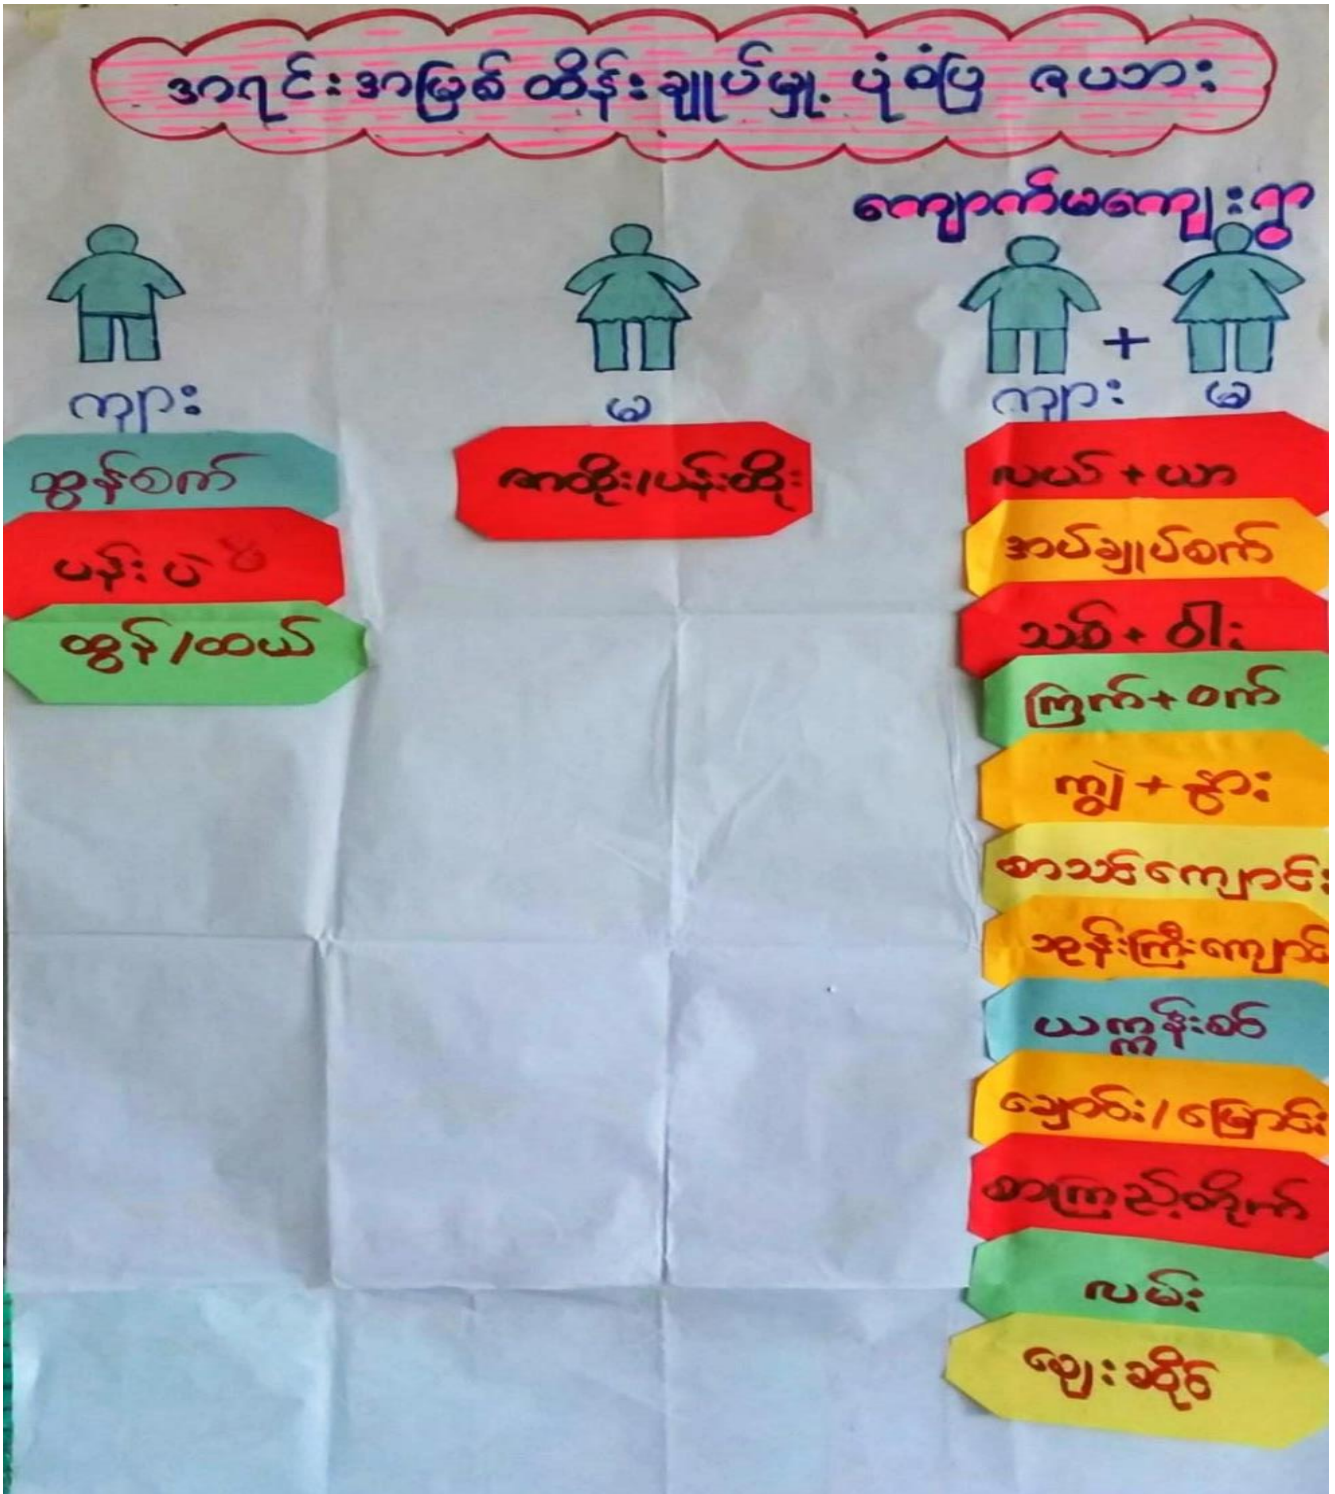 အရင်းအမြစ်ထိန်းချုပ်မှု့ ပုံစံပြ ဇယား
ကျောက်မကျေးရွာ
ကျား
မ
ကျား + မ
ထွန်စက်
ပန်းပဲ
ထွန်/ထယ်
ဇာထိုး/ပန်းထိုး
လယ် + ယာ
အပ်ချုပ်စက်
သစ် + ဝါး
ကြက် + ဝက်
ကျွဲ + နွား
စာသင်ကျောင်း
ဘုန်းကြီးကျောင်း
ယက္ကန်းစင်
ချောင်း/မြောင်း
စာကြည့်တိုက်
လမ်း
ဈေးဆိုင်